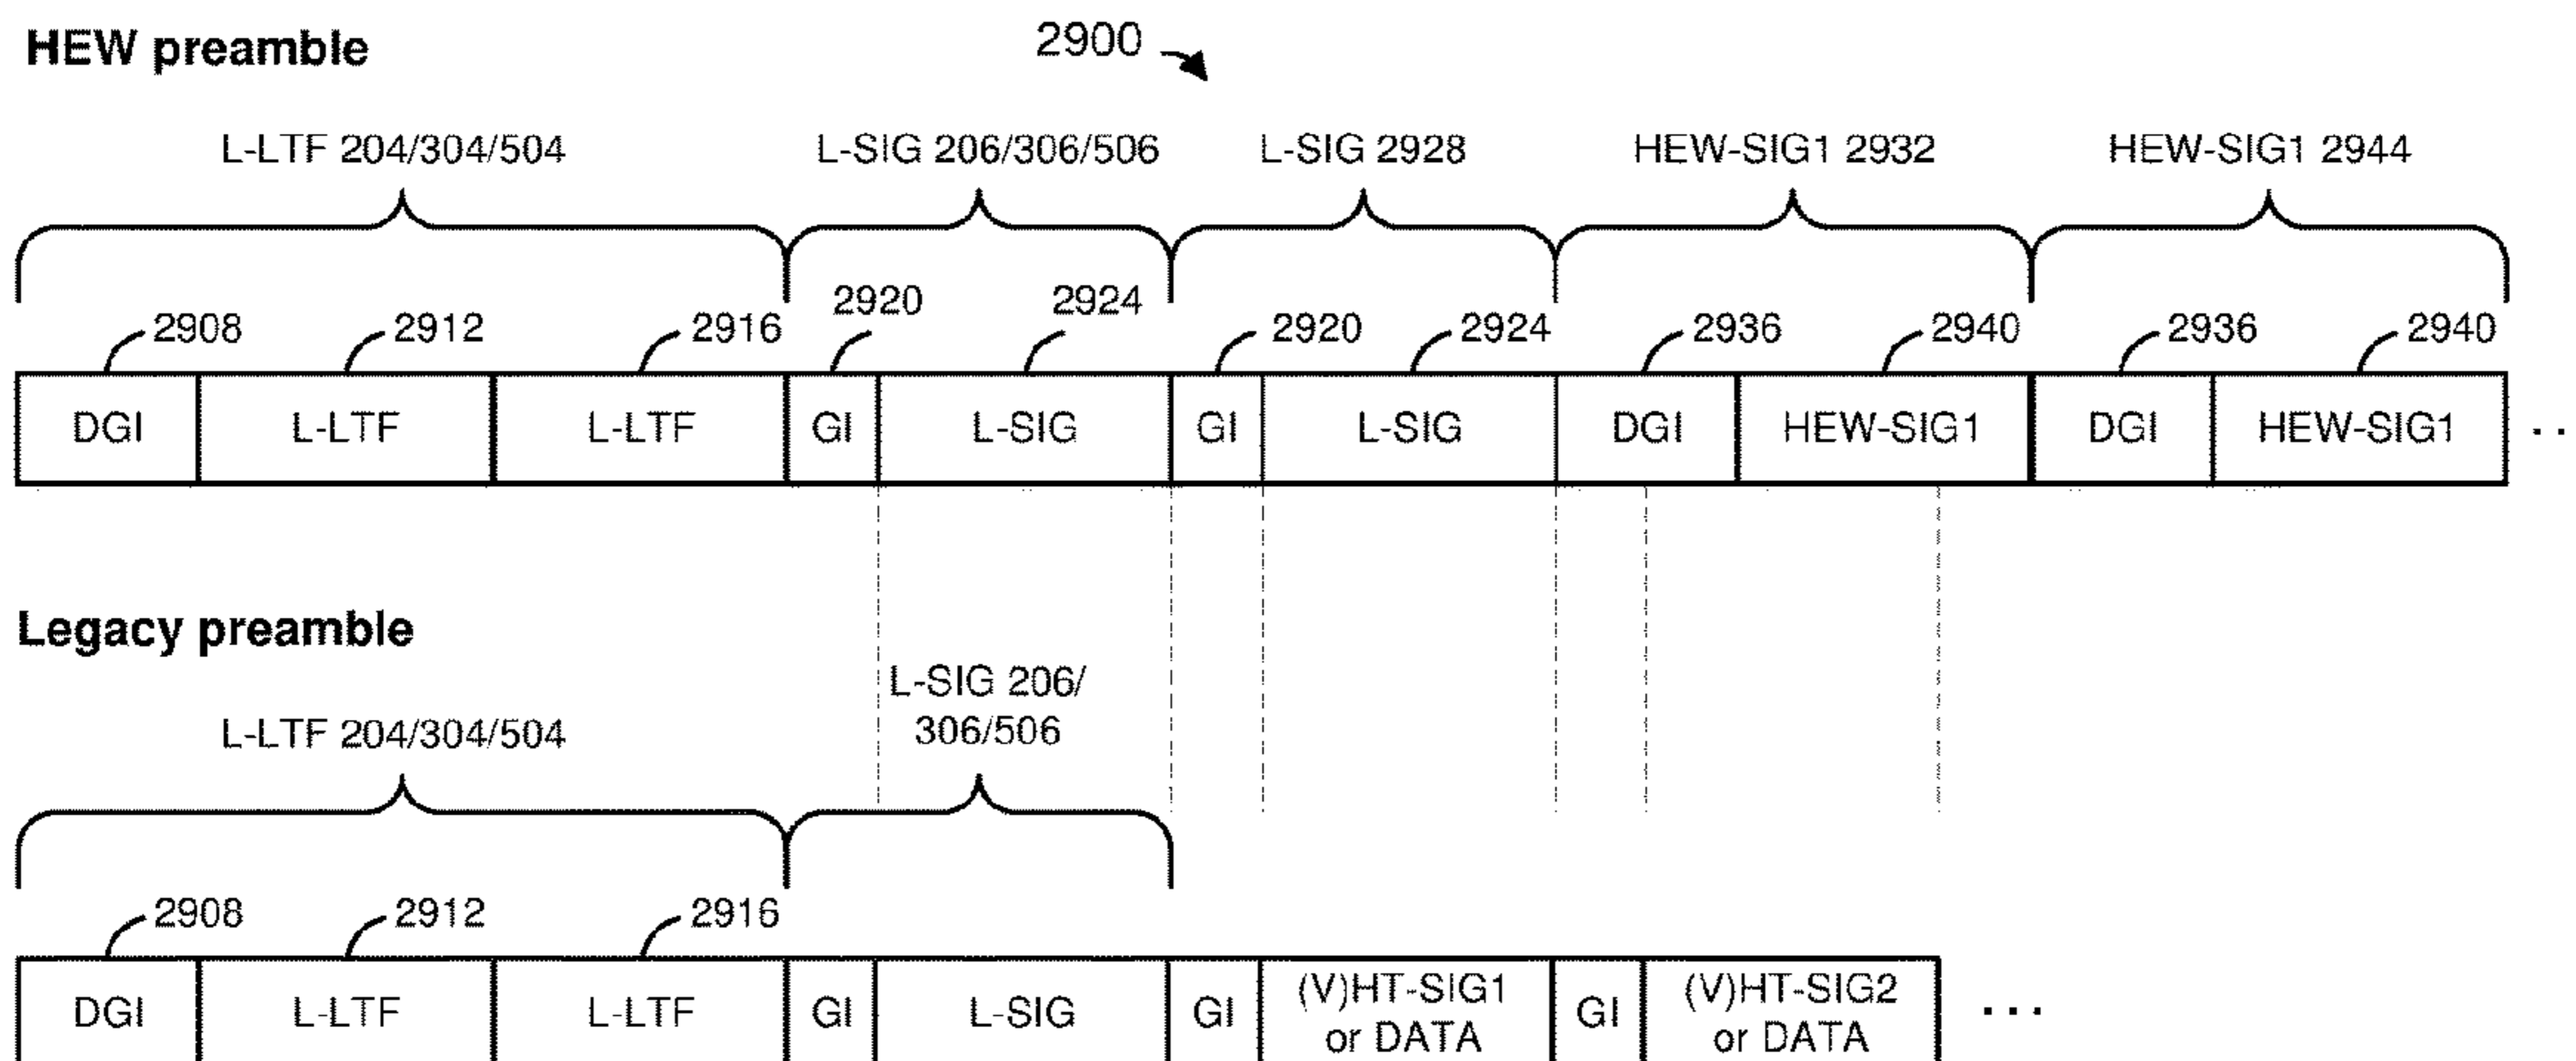 HEW preamble
2900
L-LTF 204/304/504 L-SIG 206/306/506 L-SIG 2928 HEW-SIG1 2932 HEW-SIG1 2944
2908 2912 2916 2920 2924 2920 2924 2936 2940 2936 2940
DGI L-LTF L-LTF GI L-SIG GI L-SIG DGI HEW-SIG1 DGI HEW-SIG1 ..
Legacy preamble
L-LTF 204/304/504
L-SIG 206/
306/506
2908 2912 2916
DGI L-LTF L-LTF GI L-SIG GI
(V)HT-SIG1
or DATA
GI
(V)HT-SIG2
or DATA
...